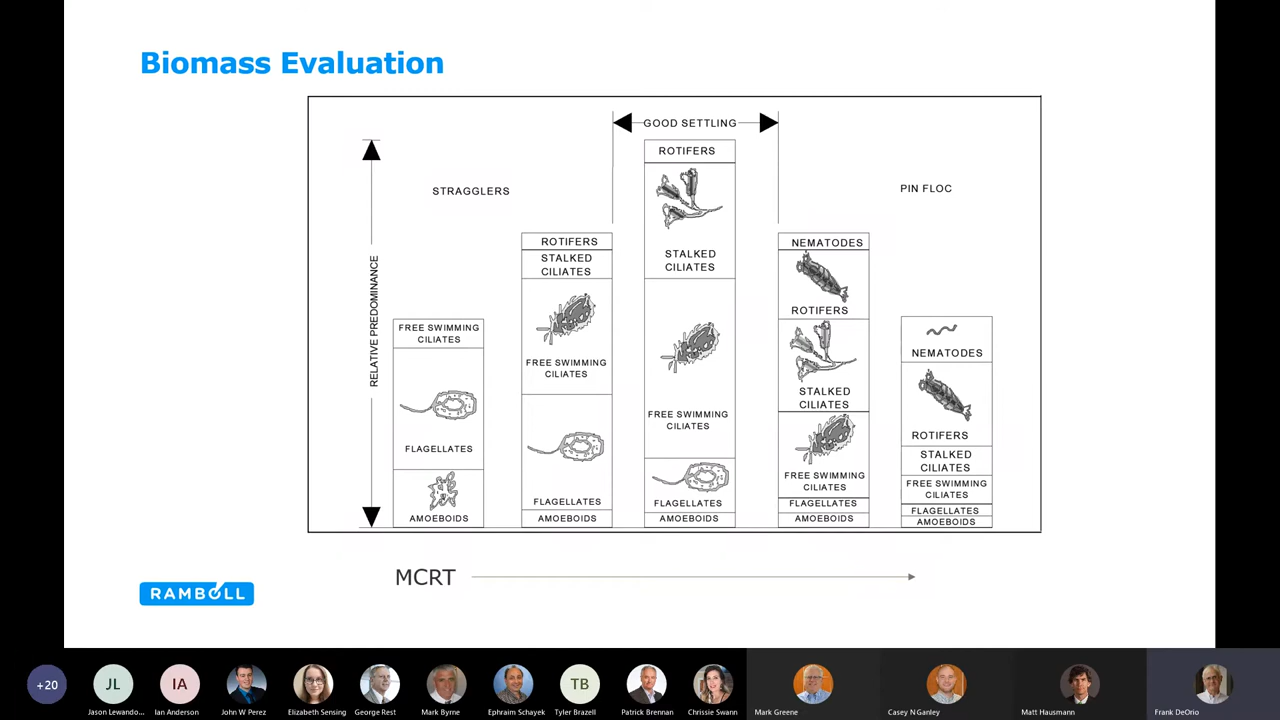 Biomass Evaluation
GOOD SETTLING
STRAGGLERS
PIN FLOC
RELATIVE PREDOMINANCE
FREE SWIMMING
CILIATES
FLAGELLATES
AMOEBOIDS
ROTIFERS
STALKED
CILIATES
FREE SWIMMING
CILIATES
FLAGELLATES
AMOEBOIDS
ROTIFERS
STALKED
CILIATES
FREE SWIMMING
CILIATES
FLAGELLATES
AMOEBOIDS
NEMATODES
ROTIFERS
STALKED
CILIATES
FREE SWIMMING
CILIATES
FLAGELLATES
AMOEBOIDS
NEMATODES
ROTIFERS
STALKED
CILIATES
FREE SWIMMING
CILIATES
FLAGELLATES
AMOEBOIDS
MCRT
RAMBOLL
+20
JL
IA
TB
Jason Lewando...
Ian Anderson
John W Perez
Elizabeth Sensing
George Rest
Mark Byrne
Ephraim Schayek
Tyler Brazell
Patrick Brennan
Chrissie Swann
Mark Greene
Casey N Ganley
Matt Hausmann
Frank DeOrio